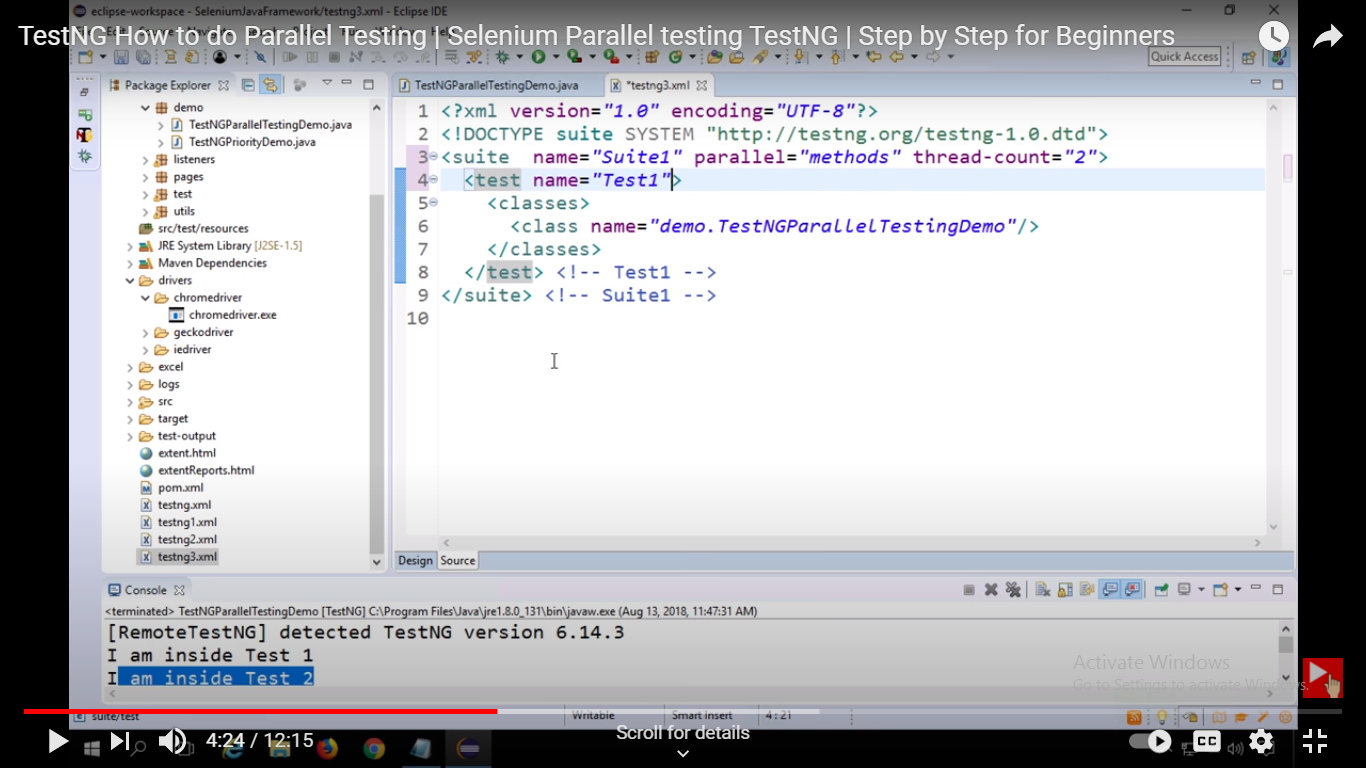 eclipse-workspace - SeleniumJavaFramework/testng3.xml - Eclipse IDE
TestNG How to do Parallel Testing | Selenium Parallel testing TestNG | Step by Step for Beginners
Quick Access
Package Explorer
TestNGParallelTestingDemo.java
*testng3.xml
demo
TestNGParallelTestingDemo.java
TestNGPriorityDemo.java
listeners
pages
test
utils
src/test/resources
JRE System Library [J2SE-1.5]
Maven Dependencies
drivers
chromedriver
chromedriver.exe
geckodriver
iedriver
excel
logs
src
target
test-output
extent.html
extentReports.html
pom.xml
testng.xml
testng1.xml
testng2.xml
testng3.xml
1 <?xml version="1.0" encoding="UTF-8"?>
2 <!DOCTYPE suite SYSTEM "http://testng.org/testng-1.0.dtd">
3 <suite name="Suite1" parallel="methods" thread-count="2">
4 <test name="Test1">
5 <classes>
6 <class name="demo.TestNGParallelTestingDemo"/>
7 </classes>
8 </test> <!-- Test1 -->
9 </suite> <!-- Suite1 -->
10
Design Source
Console
<terminated> TestNGParallelTestingDemo [TestNG] C:\Program Files\Java\jre1.8.0_131\bin\javaw.exe (Aug 13, 2018, 11:47:31 AM)
[RemoteTestNG] detected TestNG version 6.14.3
I am inside Test 1
I am inside Test 2
Activate Windows
Go to Settings to activate Windows.
suite/test
Writable
Smart Insert
4 : 21
4:24 / 12:15
Scroll for details
CC